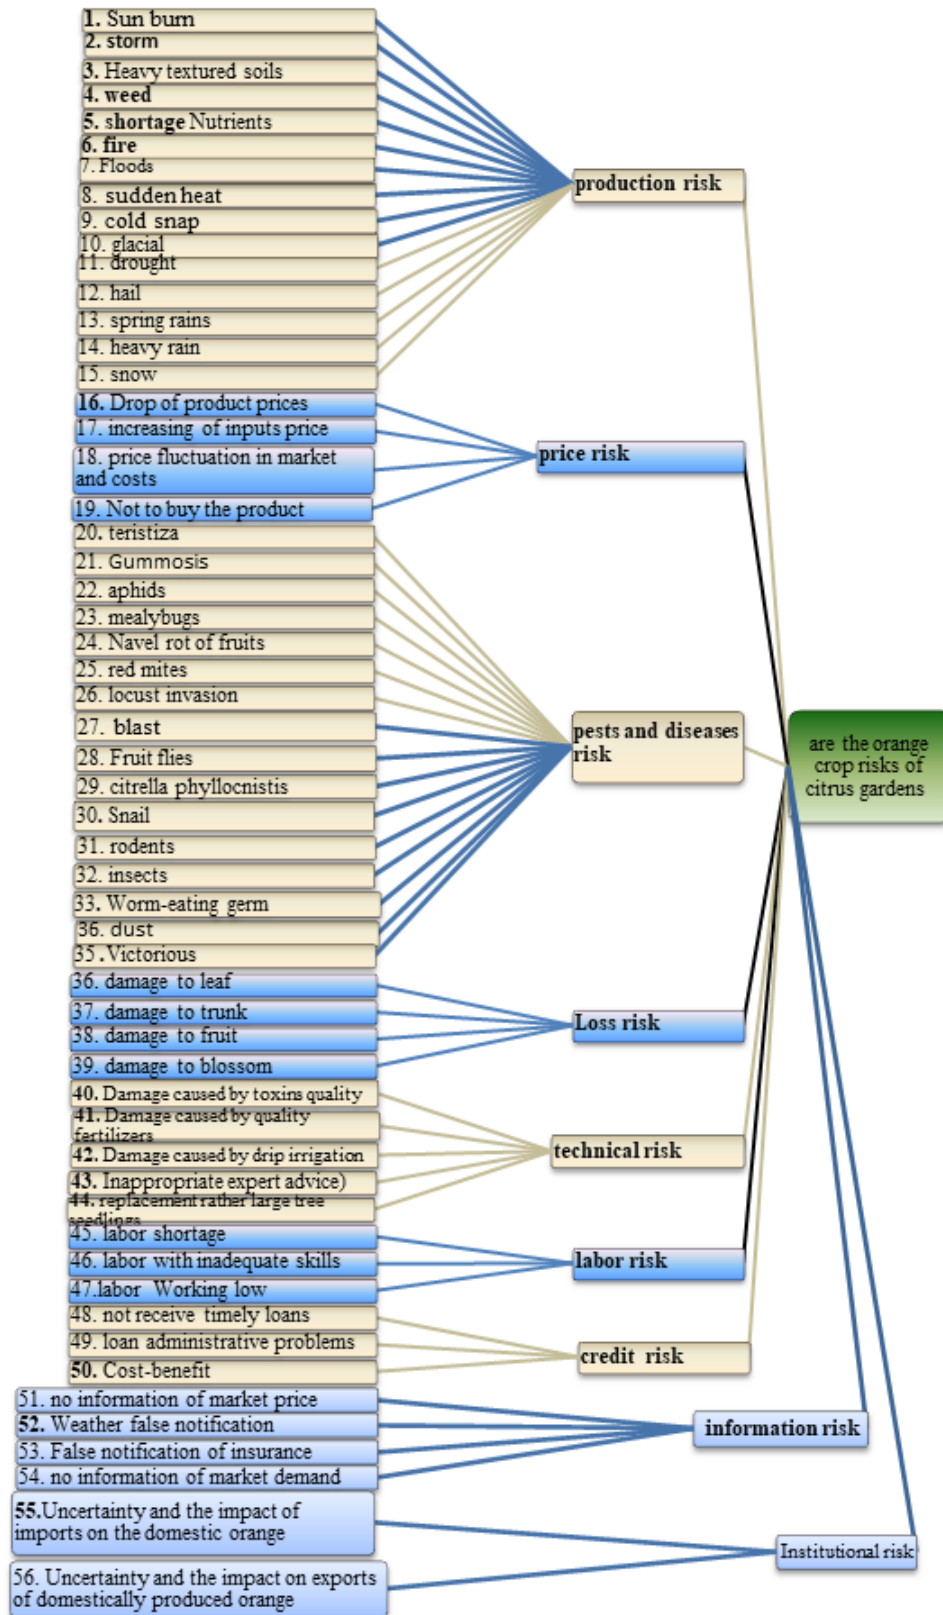 1. Sun burn
2. storm
3. Heavy textured soils
4. weed
5. shortage Nutrients
6. fire
7. Floods
8. sudden heat
9. cold snap
10. glacial
11. drought
12. hail
13. spring rains
14. heavy rain
15. snow
production risk
16. Drop of product prices
17. increasing of inputs price
18. price fluctuation in market
and costs
19. Not to buy the product
price risk
20. teristiza
21. Gummosis
22. aphids
23. mealybugs
24. Navel rot of fruits
25. red mites
26. locust invasion
27. blast
28. Fruit flies
29. citrella phyllocnistis
30. Snail
31. rodents
32. insects
33. Worm-eating germ
36. dust
35.Victorious
pests and diseases
risk
are the orange
crop risks of
citrus gardens
36. damage to leaf
37. damage to trunk
38. damage to fruit
39. damage to blossom
Loss risk
40. Damage caused by toxins quality
41. Damage caused by quality
fertilizers
42. Damage caused by drip irrigation
43. Inappropriate expert advice)
44. replacement rather large tree
seedlings
technical risk
45. labor shortage
46. labor with inadequate skills
47.labor Working low
labor risk
48. not receive timely loans
49. loan administrative problems
50. Cost-benefit
credit risk
51. no information of market price
52. Weather false notification
53. False notification of insurance
54. no information of market demand
information risk
55.Uncertainty and the impact of
imports on the domestic orange
56. Uncertainty and the impact on exports
of domestically produced orange
Institutional risk